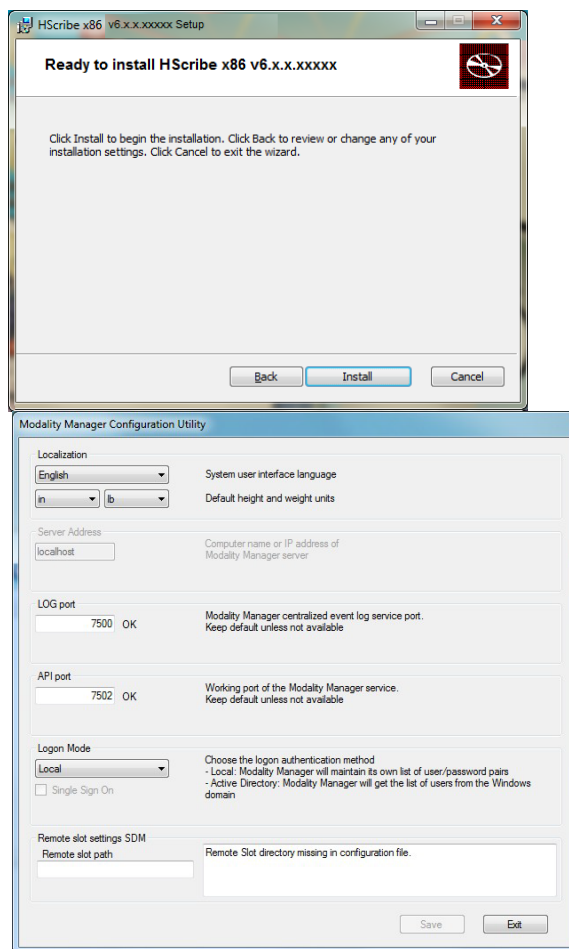 HScribe x86 v6.x.x.xxxxx Setup
Ready to install HScribe x86 v6.x.x.xxxxx
Click Install to begin the installation. Click Back to review or change any of your
installation settings. Click Cancel to exit the wizard.
Back Install Cancel
Modality Manager Configuration Utility
Localization
English System user interface language
in lb Default height and weight units
Server Address
localhost
Computer name or IP address of
Modality Manager server
LOG port
7500 OK
Modality Manager centralized event log service port.
Keep default unless not available
API port
7502 OK
Working port of the Modality Manager service.
Keep default unless not available
Logon Mode
Local
Single Sign On
Choose the logon authentication method
- Local: Modality Manager will maintain its own list of user/password pairs
- Active Directory: Modality Manager will get the list of users from the Windows
domain
Remote slot settings SDM
Remote slot path
Remote Slot directory missing in configuration file.
Save Exit